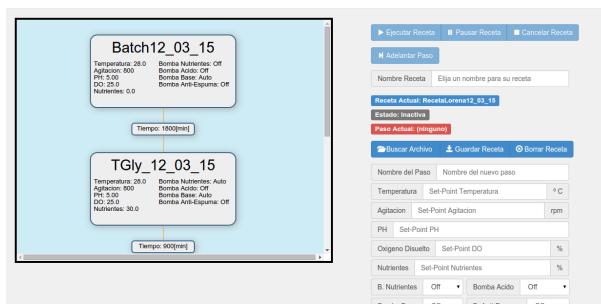 Batch12_03_15
Temperatura: 28.0 Bomba Nutrientes: Off
Agitacion: 800 Bomba Acido: Off
PH: 5.00 Bomba Base: Auto
DO: 25.0 Bomba Anti-Espuma: Off
Nutrientes: 0.0
Tiempo: 1800[min]
TGly_12_03_15
Temperatura: 28.0 Bomba Nutrientes: Auto
Agitacion: 800 Bomba Acido: Off
PH: 5.00 Bomba Base: Auto
DO: 25.0 Bomba Anti-Espuma: Off
Nutrientes: 30.0
Tiempo: 900[min]
Ejecutar Receta Pausar Receta Cancelar Receta
Adelantar Paso
Nombre Receta Elija un nombre para su receta
Receta Actual: RecetaLorena12_03_15
Estado: Inactiva
Paso Actual: (ninguno)
Buscar Archivo Guardar Receta Borrar Receta
Nombre del Paso Nombre del nuevo paso
Temperatura Set-Point Temperatura º C
Agitacion Set-Point Agitacion rpm
PH Set-Point PH
Oxigeno Disuelto Set-Point DO %
Nutrientes Set-Point Nutrientes %
B. Nutrientes Off Bomba Acido Off